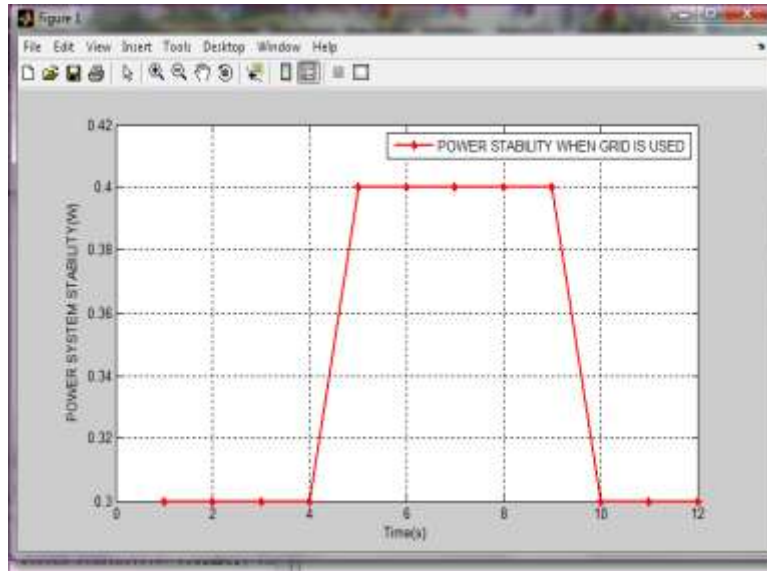 Figure 1
File Edit View Insert Tools Desktop Window Help
POWER STABILITY WHEN GRID IS USED
POWER SYSTEM STABILITY(W)
0.42
0.4
0.38
0.36
0.34
0.32
0.3
0 2 4 6 8 10 12
Time(s)